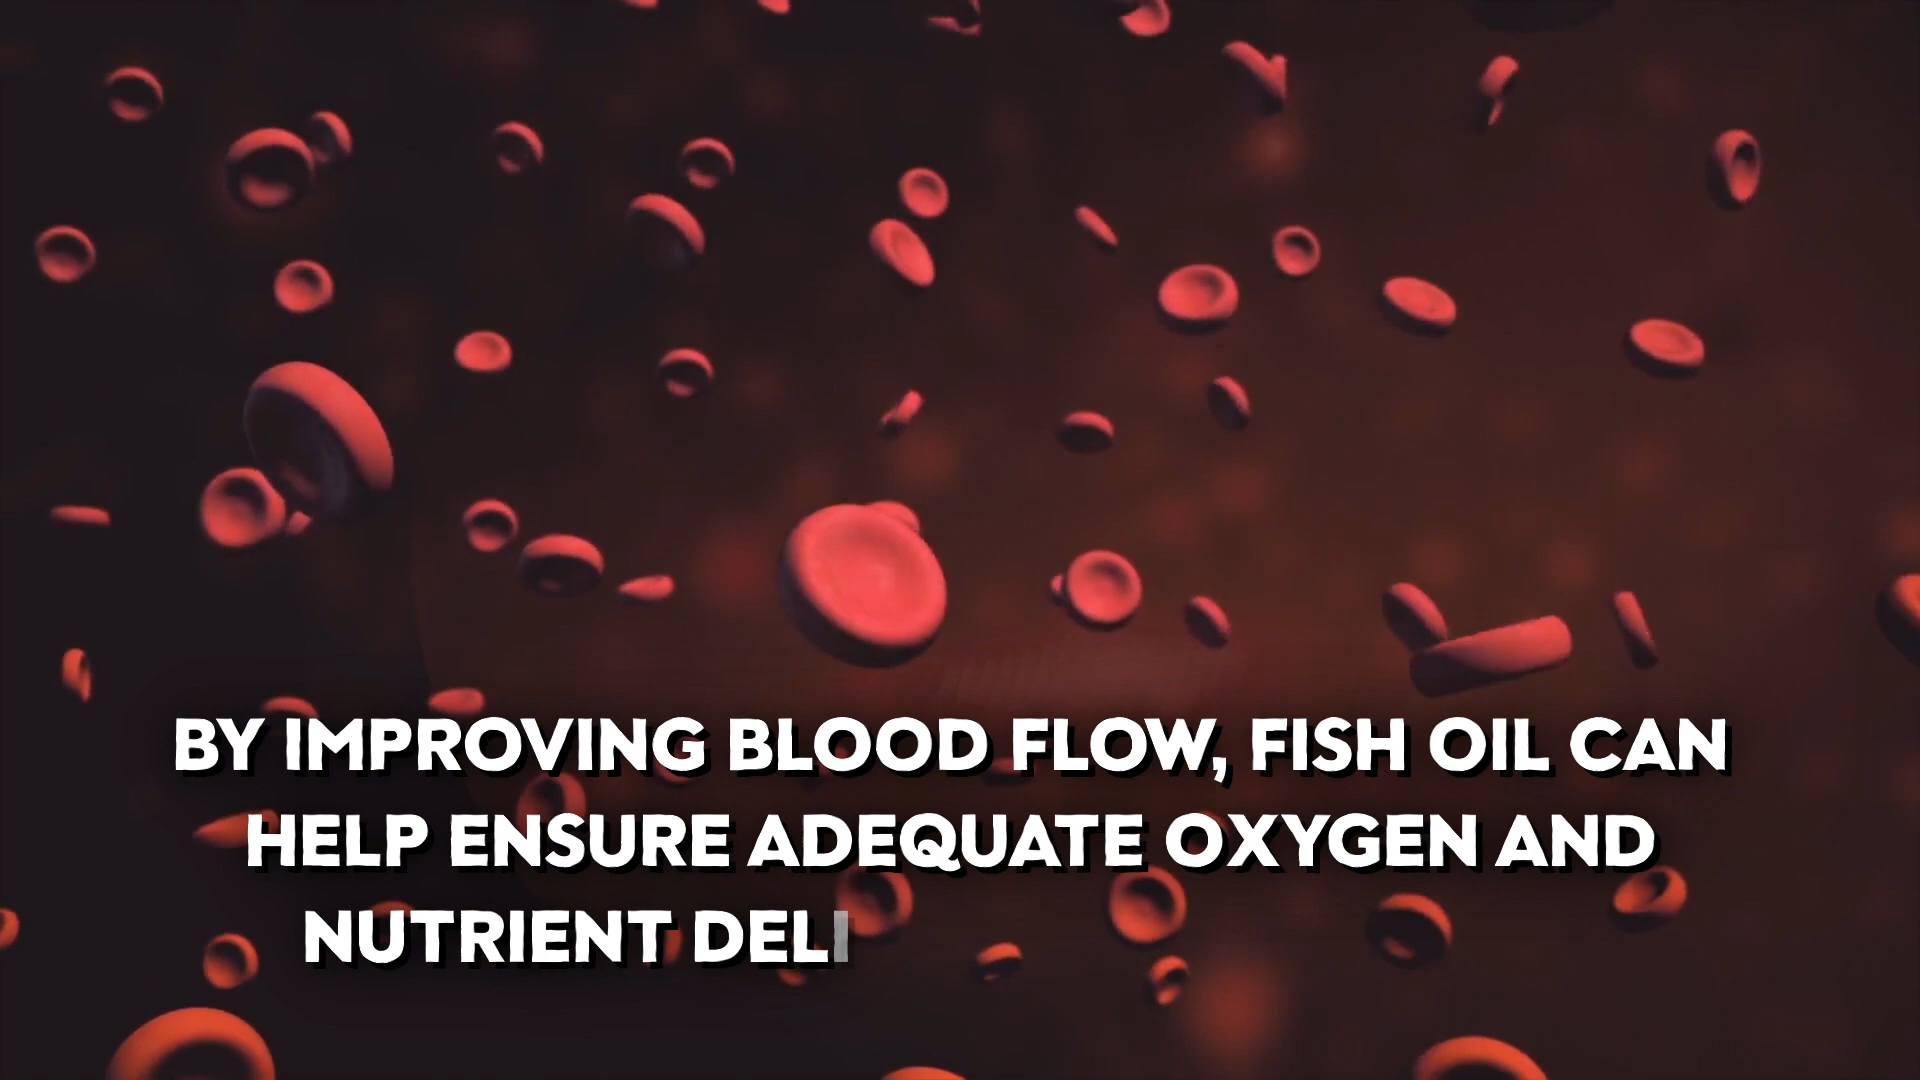 BY IMPROVING BLOOD FLOW, FISH OIL CAN
HELP ENSURE ADEQUATE OXYGEN AND
NUTRIENT DELI